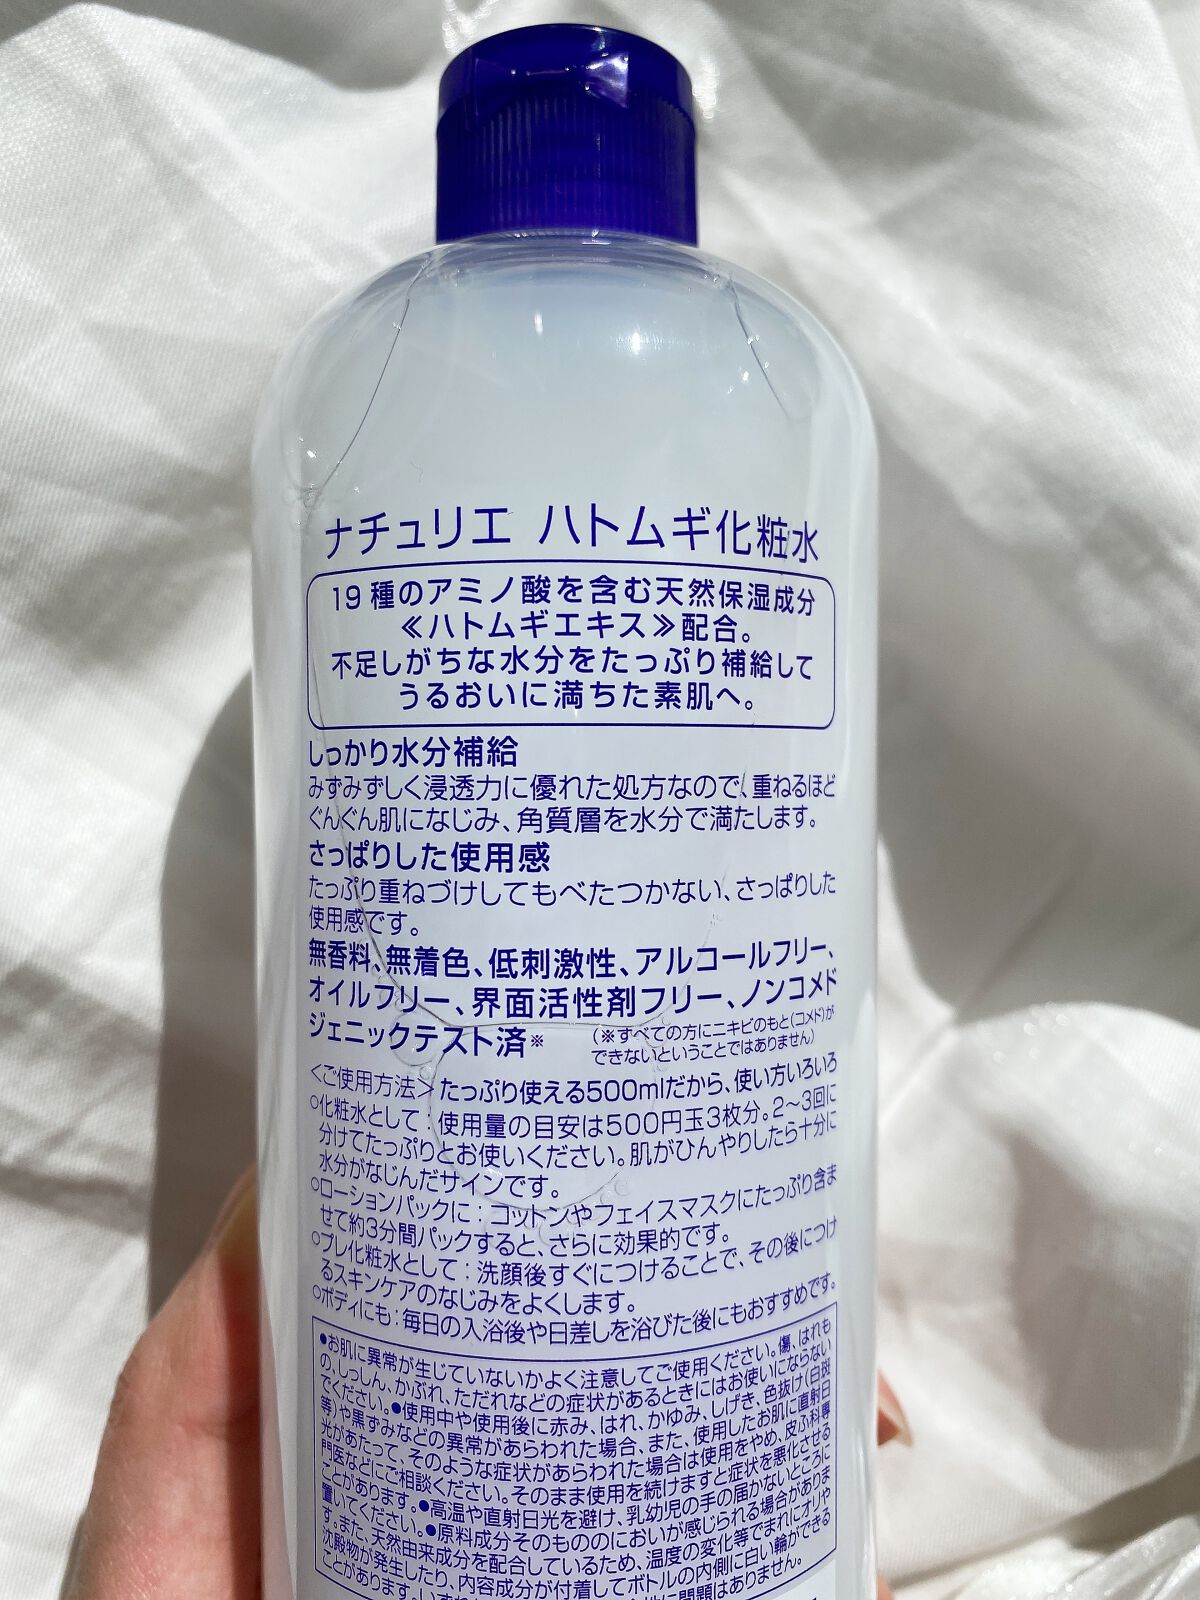 ナチュリエ ハトムギ化粧水
19種のアミノ酸を含む天然保湿成分
≪ハトムギエキス≫配合。
不足しがちな水分をたっぷり補給して
うるおいに満ちた素肌へ。
しっかり水分補給
みずみずしく浸透力に優れた処方なので、重ねるほど
ぐんぐん肌になじみ、角質層を水分で満たします。
さっぱりした使用感
たっぷり重ねづけしてもべたつかない、さっぱりした
使用感です。
無香料、無着色、低刺激性、アルコールフリー、
オイルフリー、界面活性剤フリー、ノンコメド
ジェニックテスト済※ (※すべての方にニキビのもと(コメド)が
できないということではありません)
<ご使用方法>たっぷり使える500mlだから、使い方いろいろ
○化粧水として:使用量の目安は500円玉3枚分。2〜3回に
分けてたっぷりとお使いください。肌がひんやりしたら十分に
水分がなじんだサインです。
○ローションパックに:コットンやフェイスマスクにたっぷり含ま
せて約3分間パックすると、さらに効果的です。
○プレ化粧水として:洗顔後すぐにつけることで、その後につけ
るスキンケアのなじみをよくします。
○ボディにも:毎日の入浴後や日差しを浴びた後にもおすすめです。
●お肌に異常が生じていないかよく注意してご使用ください。傷、はれも
の、しっしん、かぶれ、ただれなどの症状があるときにはお使いにならない
でください。●使用中や使用後に赤み、はれ、かゆみ、しげき、色抜け(白斑
等)や黒ずみなどの異常があらわれた場合、また、使用したお肌に直射日
光があたって、そのような症状があらわれた場合は使用をやめ、皮ふ科専
門医などにご相談ください。そのまま使用を続けますと症状を悪化させる
ことがあります。●高温や直射日光を避け、乳幼児の手の届かないところに
置いてください。●原料成分そのもののにおいが感じられる場合がありま
す。また、天然由来成分を配合しているため、温度の変化等でまれにオリや
沈殿物が発生したり、内容成分が付着してボトルの内側に白い輪ができる
ことがあります。いずれ 問題はありません。